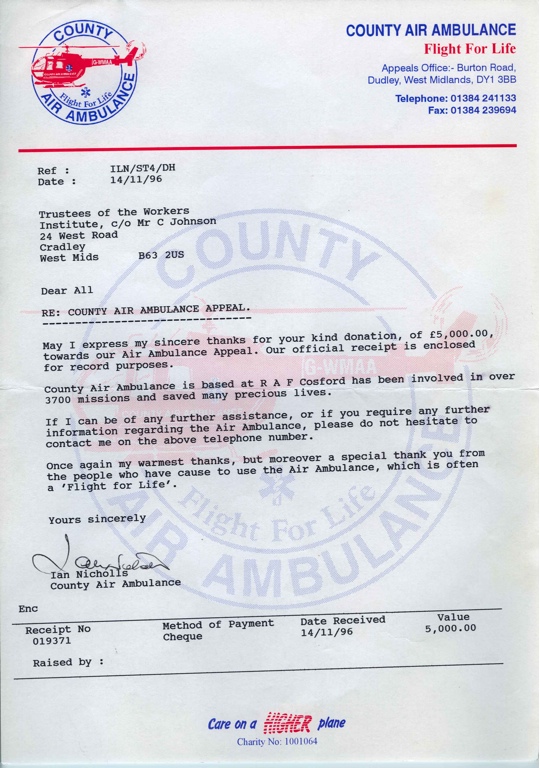 COUNTY
G-WMAA
Flight For Life
AIR AMBULANCE
COUNTY AIR AMBULANCE
Flight For Life
Appeals Office:- Burton Road,
Dudley, West Midlands, DY1 3BB
Telephone: 01384 241133
Fax: 01384 239694
Ref : ILN/ST4/DH
Date : 14/11/96
Trustees of the Workers
Institute, c/o Mr C Johnson
24 West Road
Cradley
West Mids B63 2US
Dear All
RE: COUNTY AIR AMBULANCE APPEAL.
May I express my sincere thanks for your kind donation, of £5,000.00,
towards our Air Ambulance Appeal. Our official receipt is enclosed
for record purposes.
County Air Ambulance is based at R A F Cosford has been involved in over
3700 missions and saved many precious lives.
If I can be of any further assistance, or if you require any further
information regarding the Air Ambulance, please do not hesitate to
contact me on the above telephone number.
Once again my warmest thanks, but moreover a special thank you from
the people who have cause to use the Air Ambulance, which is often
a 'Flight for Life'.
Yours sincerely
Ian Nicholls
County Air Ambulance
Enc
Receipt No Method of Payment Date Received Value
019371 Cheque 14/11/96 5,000.00
Raised by :
COUNTY
G-WMAA
Flight For Life
AIR AMBULANCE
Care on a HIGHER plane
Charity No: 1001064